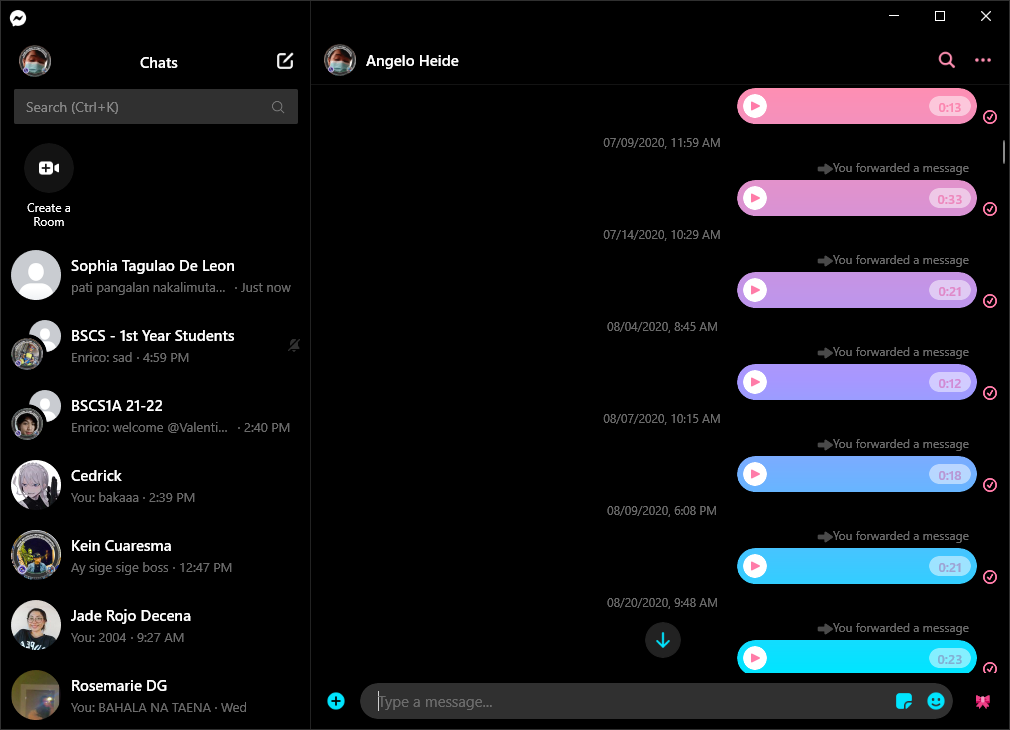 Chats
Search (Ctrl+K)
Create a
Room
Sophia Tagulao De Leon
pati pangalan nakalimuta... · Just now
BSCS - 1st Year Students
Enrico: sad · 4:59 PM
BSCS1A 21-22
Enrico: welcome @Valenti... · 2:40 PM
Cedrick
You: bakaaa · 2:39 PM
Kein Cuaresma
Ay sige sige boss · 12:47 PM
Jade Rojo Decena
You: 2004 · 9:27 AM
Rosemarie DG
You: BAHALA NA TAENA · Wed
Angelo Heide
0:13
07/09/2020, 11:59 AM
You forwarded a message
0:33
07/14/2020, 10:29 AM
You forwarded a message
0:21
08/04/2020, 8:45 AM
You forwarded a message
0:12
08/07/2020, 10:15 AM
You forwarded a message
0:18
08/09/2020, 6:08 PM
You forwarded a message
0:21
08/20/2020, 9:48 AM
You forwarded a message
0:23
Type a message...